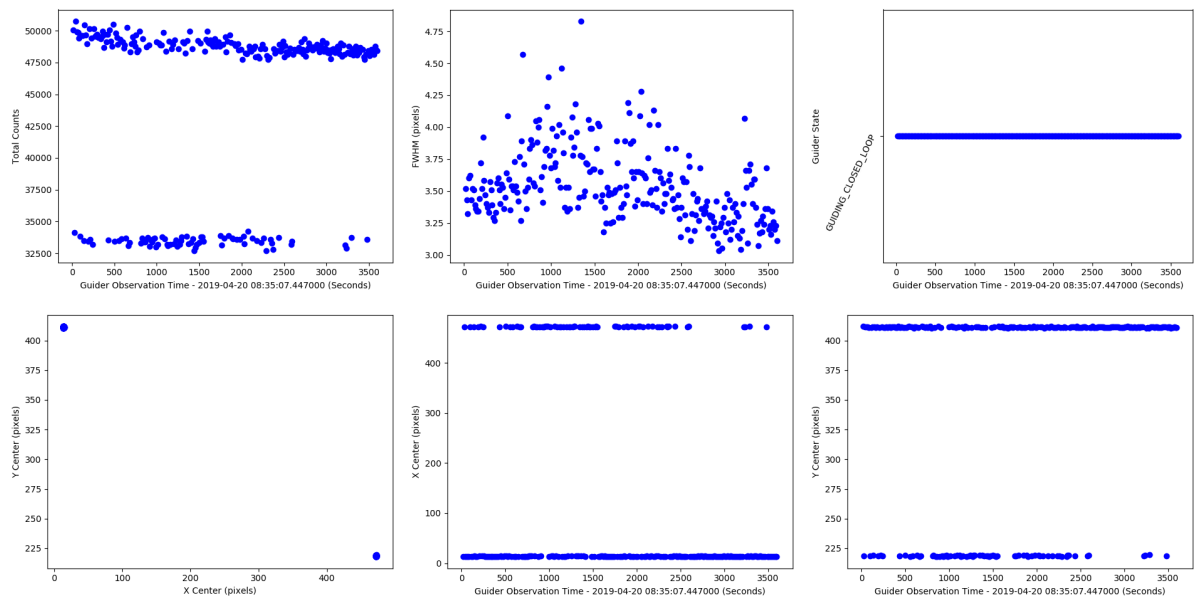 50000
47500
45000
42500
40000
37500
35000
32500
Total Counts
0 500 1000 1500 2000 2500 3000 3500
Guider Observation Time - 2019-04-20 08:35:07.447000 (Seconds)
4.75
4.50
4.25
4.00
3.75
3.50
3.25
3.00
FWHM (pixels)
0 500 1000 1500 2000 2500 3000 3500
Guider Observation Time - 2019-04-20 08:35:07.447000 (Seconds)
Guider State
GUIDING_CLOSED_LOOP
0 500 1000 1500 2000 2500 3000 3500
Guider Observation Time - 2019-04-20 08:35:07.447000 (Seconds)
400
375
350
325
300
275
250
225
Y Center (pixels)
0 100 200 300 400
X Center (pixels)
400
300
200
100
0
X Center (pixels)
0 500 1000 1500 2000 2500 3000 3500
Guider Observation Time - 2019-04-20 08:35:07.447000 (Seconds)
400
375
350
325
300
275
250
225
Y Center (pixels)
0 500 1000 1500 2000 2500 3000 3500
Guider Observation Time - 2019-04-20 08:35:07.447000 (Seconds)